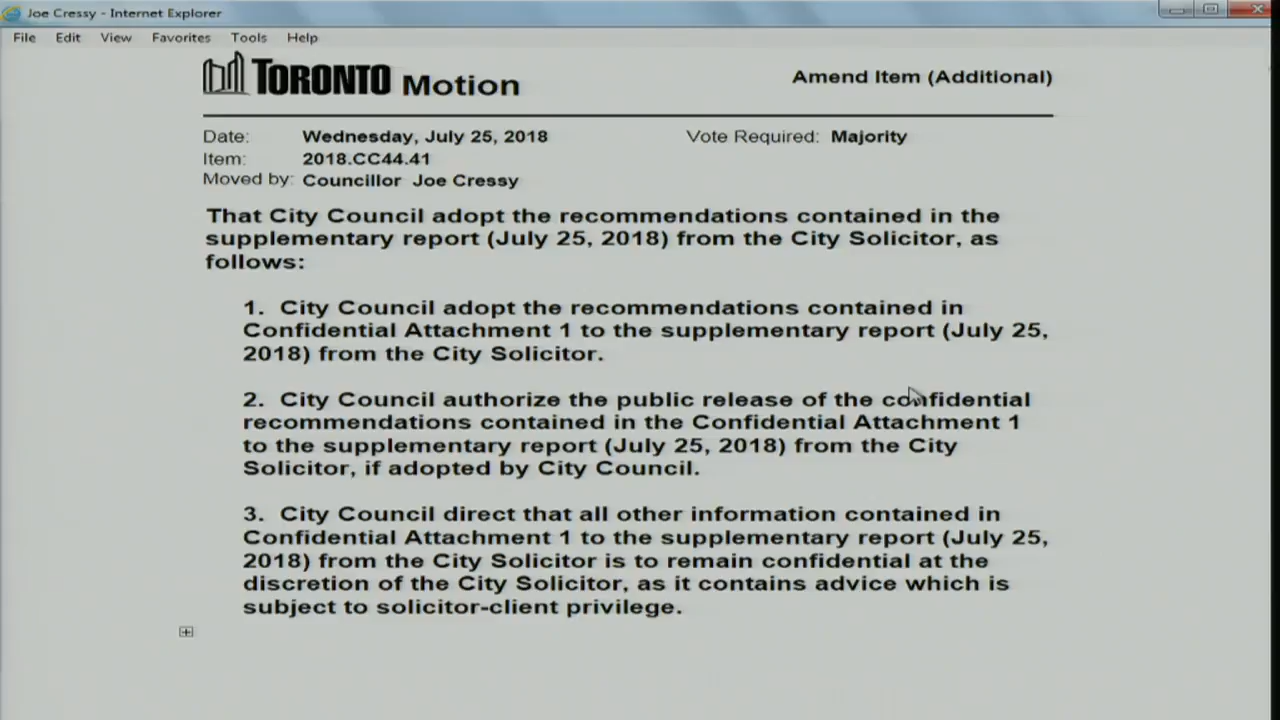 Joe Cressy - Internet Explorer
File Edit View Favorites Tools Help
TORONTO Motion
Amend Item (Additional)
Date: Wednesday, July 25, 2018
Vote Required: Majority
Item: 2018.CC44.41
Moved by: Councillor Joe Cressy
That City Council adopt the recommendations contained in the
supplementary report (July 25, 2018) from the City Solicitor, as
follows:
1. City Council adopt the recommendations contained in
Confidential Attachment 1 to the supplementary report (July 25,
2018) from the City Solicitor.
2. City Council authorize the public release of the confidential
recommendations contained in the Confidential Attachment 1
to the supplementary report (July 25, 2018) from the City
Solicitor, if adopted by City Council.
3. City Council direct that all other information contained in
Confidential Attachment 1 to the supplementary report (July 25,
2018) from the City Solicitor is to remain confidential at the
discretion of the City Solicitor, as it contains advice which is
subject to solicitor-client privilege.